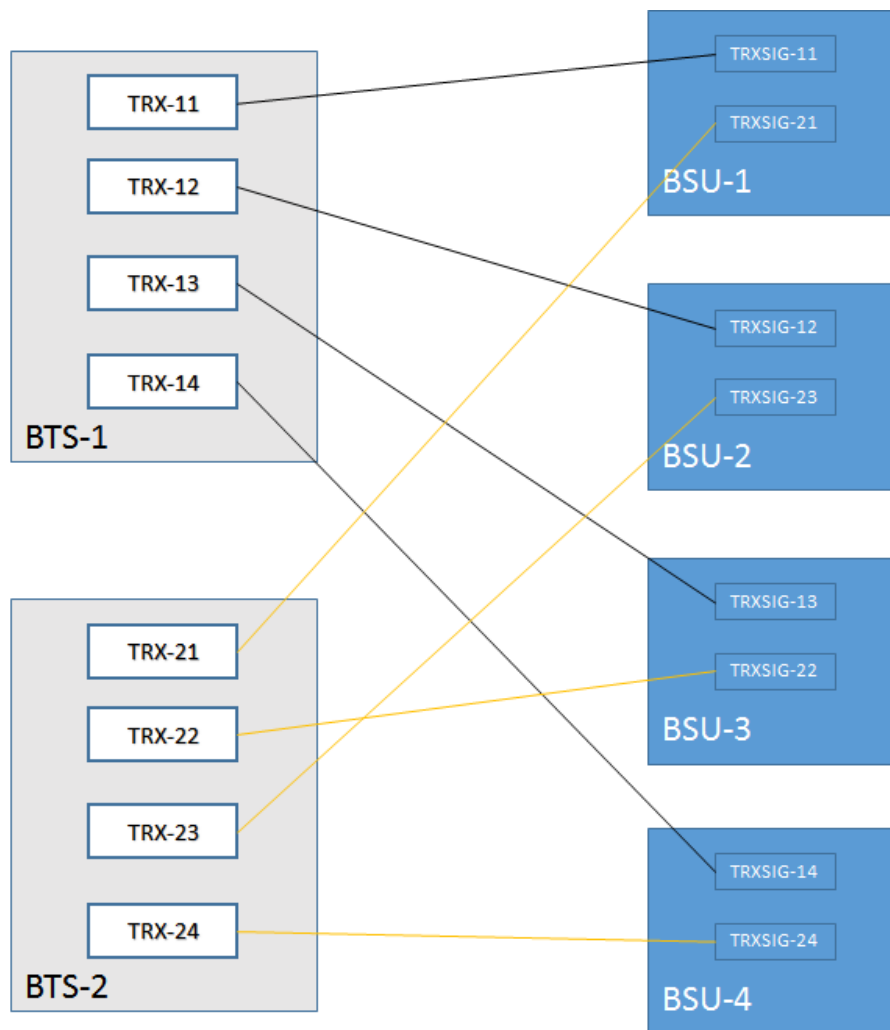 TRX-11
TRX-12
TRX-13
TRX-14
BTS-1
TRX-21
TRX-22
TRX-23
TRX-24
BTS-2
TRXSIG-11
TRXSIG-21
BSU-1
TRXSIG-12
TRXSIG-23
BSU-2
TRXSIG-13
TRXSIG-22
BSU-3
TRXSIG-14
TRXSIG-24
BSU-4